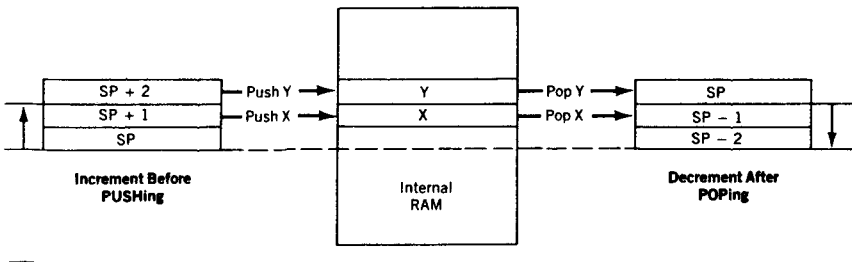 SP + 2
Push Y
Y
Pop Y
SP
SP + 1
Push X
X
Pop X
SP - 1
SP
SP - 2
Increment Before
PUSHing
Internal
RAM
Decrement After
POPing